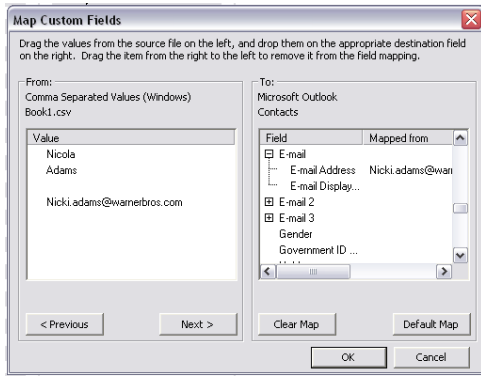 Map Custom Fields
Drag the values from the source file on the left, and drop them on the appropriate destination field
on the right. Drag the item from the right to the left to remove it from the field mapping.
From:
Comma Separated Values (Windows)
Book1.csv
Value
Nicola
Adams
Nicki.adams@warnerbros.com
< Previous
Next >
To:
Microsoft Outlook
Contacts
Field Mapped from
E-mail
E-mail Address Nicki.adams@warn
E-mail Display...
E-mail 2
E-mail 3
Gender
Government ID ...
Clear Map
Default Map
OK
Cancel